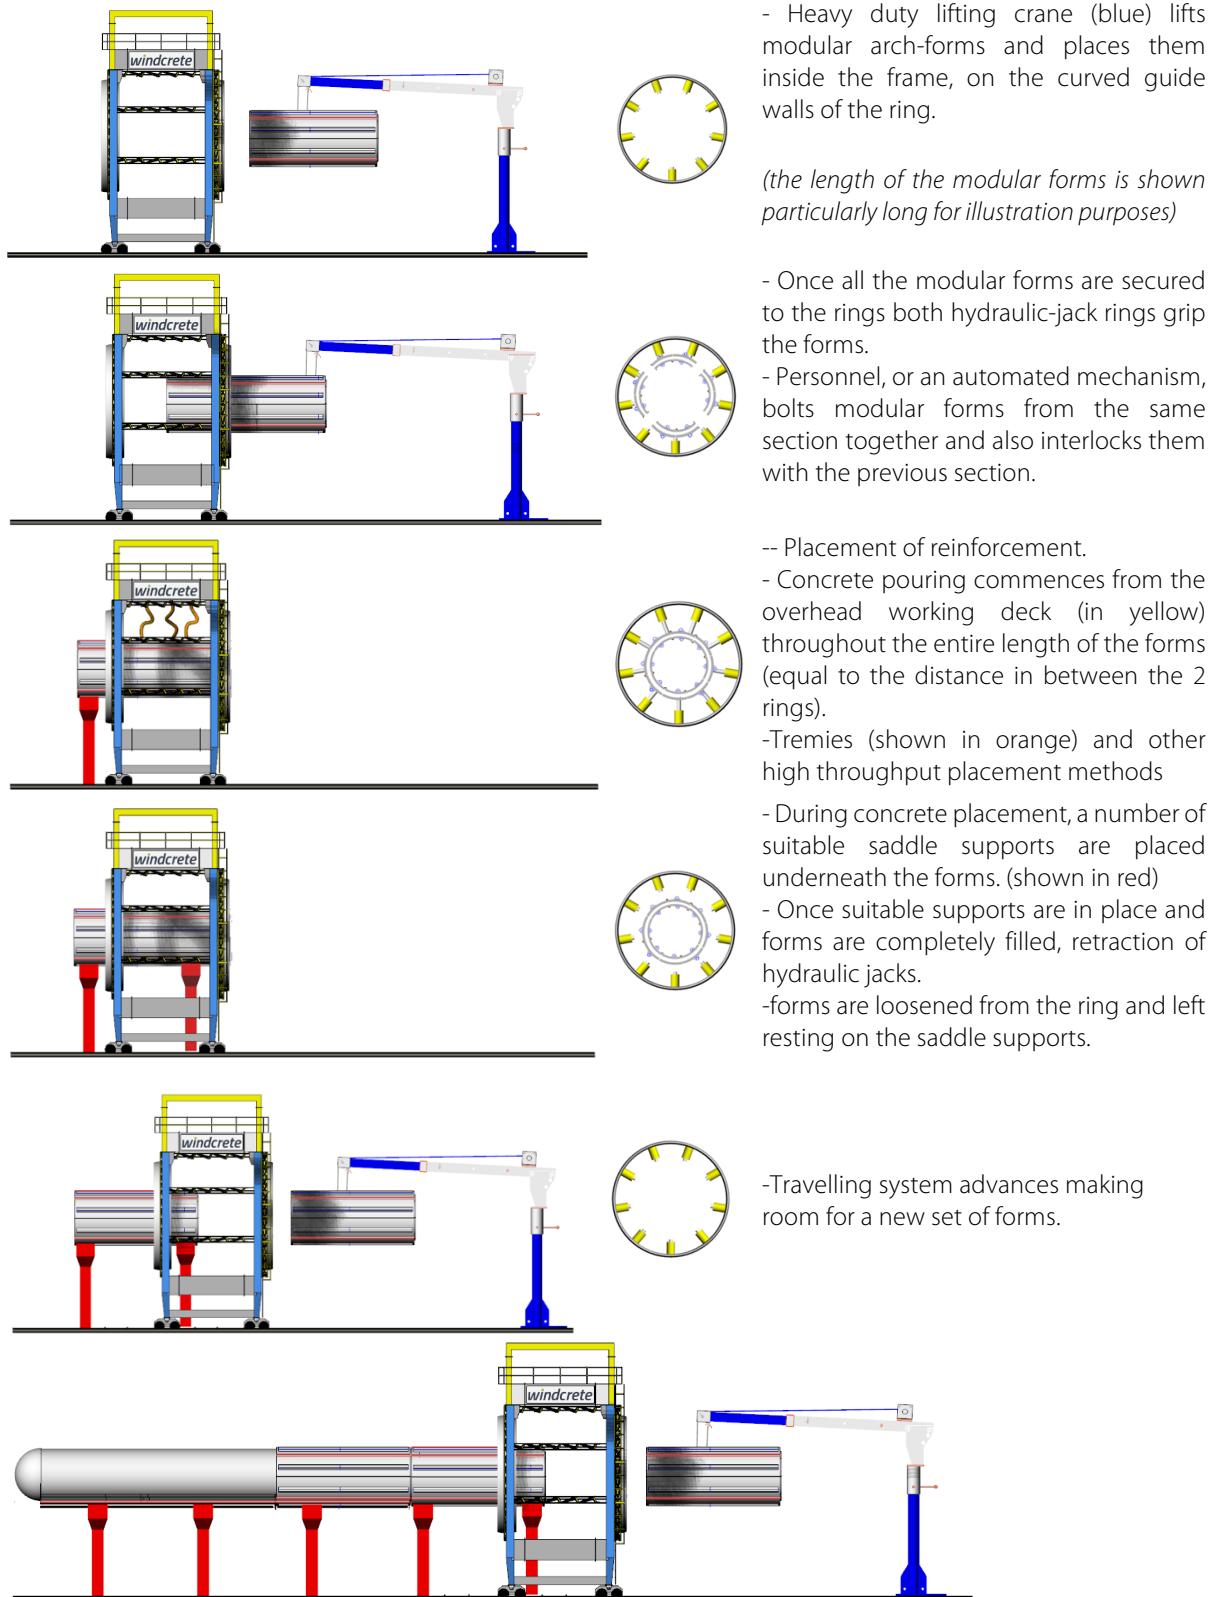 windcrete
- Heavy duty lifting crane (blue) lifts
modular arch-forms and places them
inside the frame, on the curved guide
walls of the ring.
(the length of the modular forms is shown
particularly long for illustration purposes)
windcrete
- Once all the modular forms are secured
to the rings both hydraulic-jack rings grip
the forms.
- Personnel, or an automated mechanism,
bolts modular forms from the same
section together and also interlocks them
with the previous section.
windcrete
-- Placement of reinforcement.
- Concrete pouring commences from the
overhead working deck (in yellow)
throughout the entire length of the forms
(equal to the distance in between the 2
rings).
-Tremies (shown in orange) and other
high throughput placement methods
windcrete
- During concrete placement, a number of
suitable saddle supports are placed
underneath the forms. (shown in red)
- Once suitable supports are in place and
forms are completely filled, retraction of
hydraulic jacks.
-forms are loosened from the ring and left
resting on the saddle supports.
windcrete
-Travelling system advances making
room for a new set of forms.
windcrete